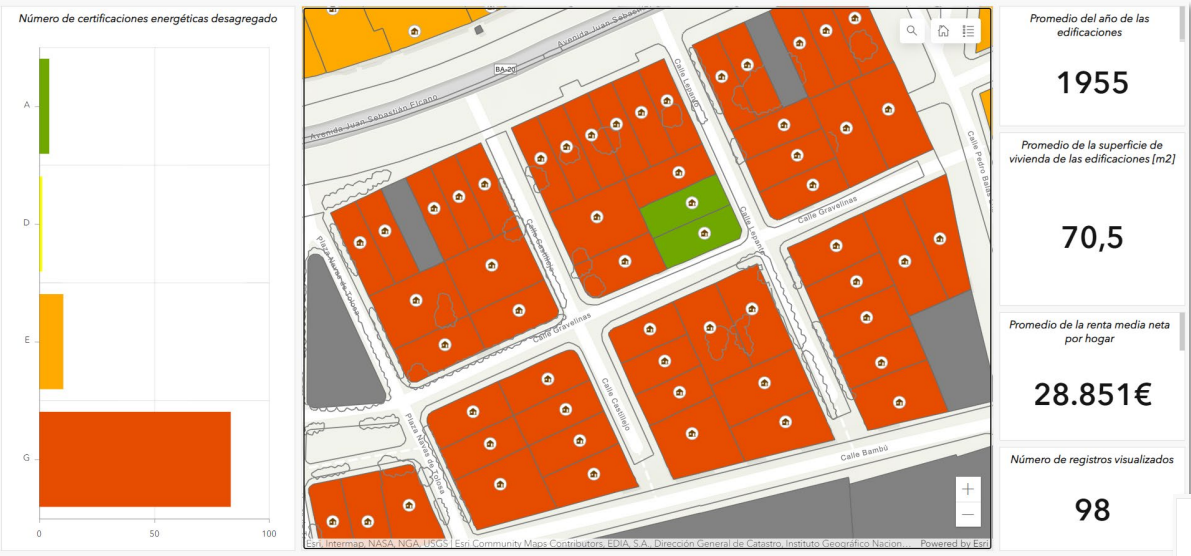 Número de certificaciones energéticas desagregado
A
D
E
G
0
50
100
Avenida Juan Sebastián Elcano
BA-20
Avenida Juan Sebasti
Calle Lepanto
Calle Pedro
Calle Castillejo
Plaza Navas de Tolosa
Calle Gravelinas
Calle Lepanto
Calle Gravelinas
Calle Castillejo
Plaza Navas de Tolosa
Calle Bambú
Esri, Intermap, NASA, NGA, USGS | Esri Community Maps Contributors, EDIA, S.A., Dirección General de Catastro, Instituto Geográfico Nacion... Powered by Esri
Promedio del año de las
edificaciones
1955
Promedio de la superficie de
vivienda de las edificaciones [m2]
70,5
Promedio de la renta media neta
por hogar
28.851€
Número de registros visualizados
98